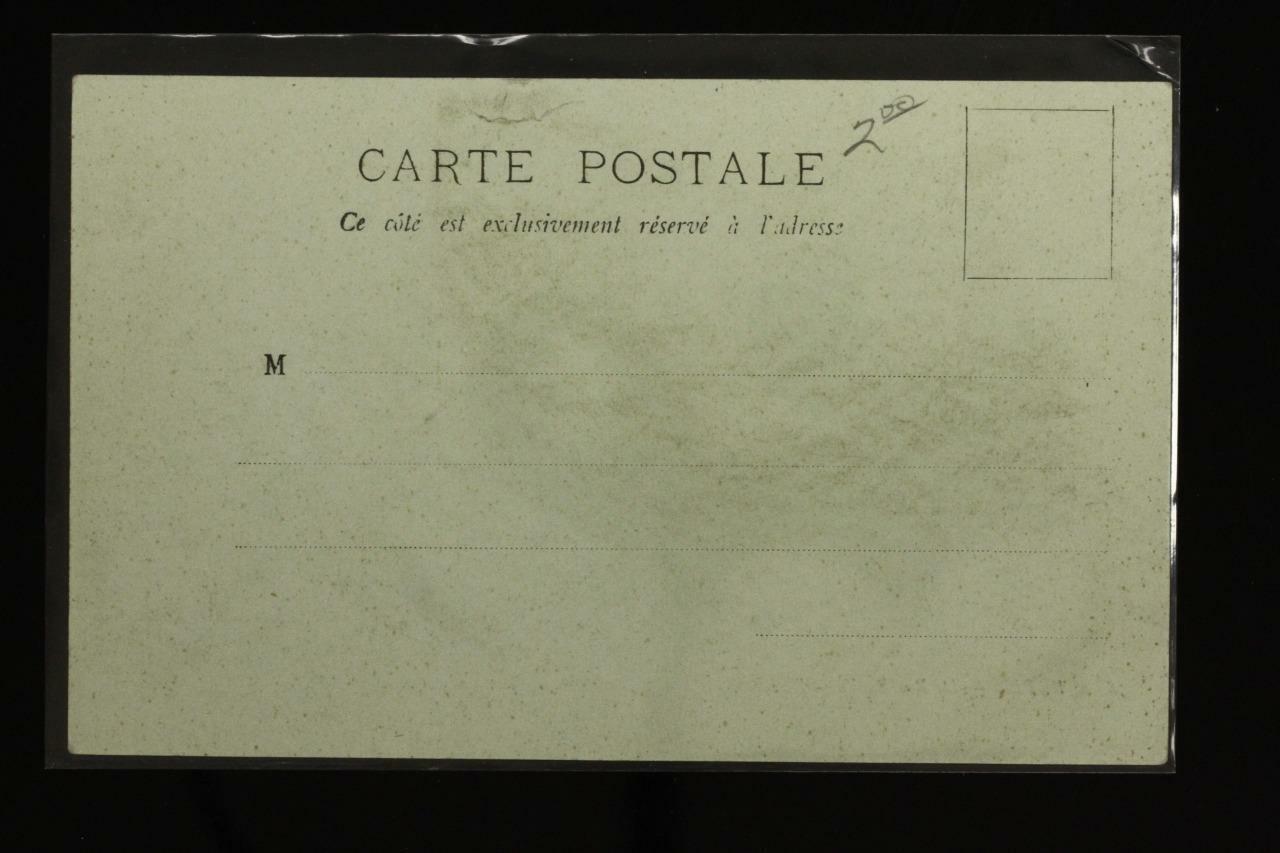 2.00
CARTE POSTALE
Ce côté est exclusivement réservé à l'adresse
M